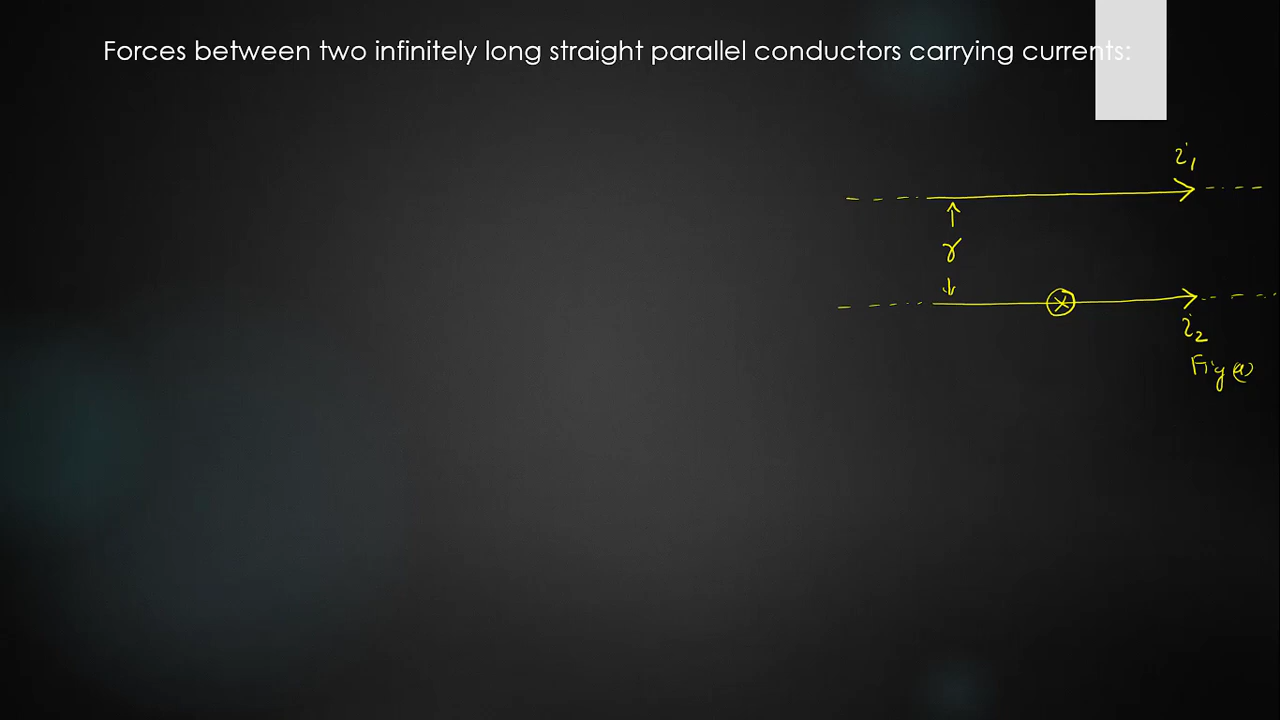 Forces between two infinitely long straight parallel conductors carrying currents:
i₁
r
i₂
Fig (a)